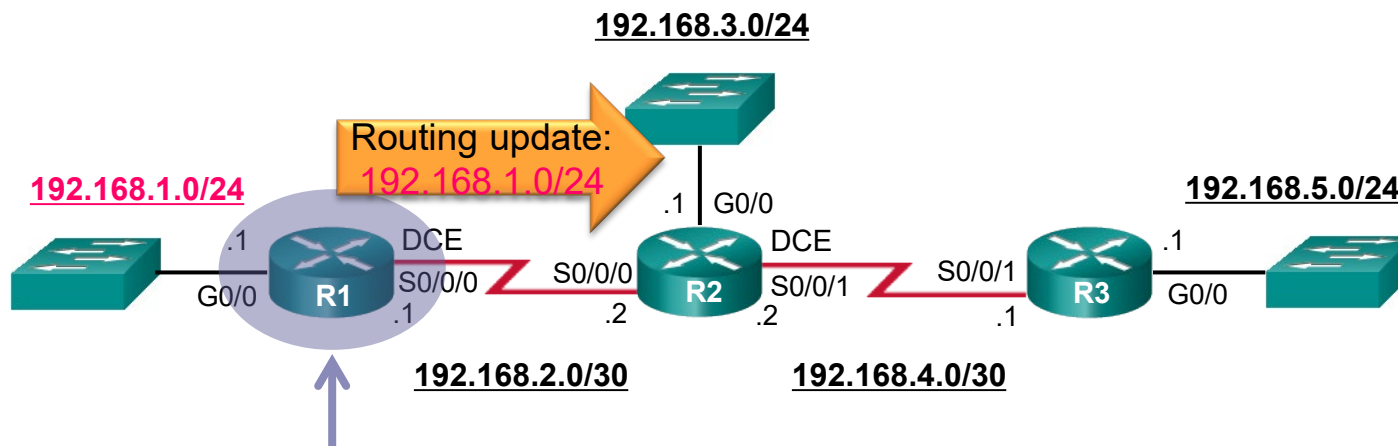 192.168.3.0/24
Routing update:
192.168.1.0/24
192.168.1.0/24
192.168.5.0/24
.1
G0/0
.1
DCE
DCE
.1
G0/0
R1
S0/0/0
.1
S0/0/0
.2
R2
S0/0/1
.2
S0/0/1
.1
R3
G0/0
192.168.2.0/30
192.168.4.0/30